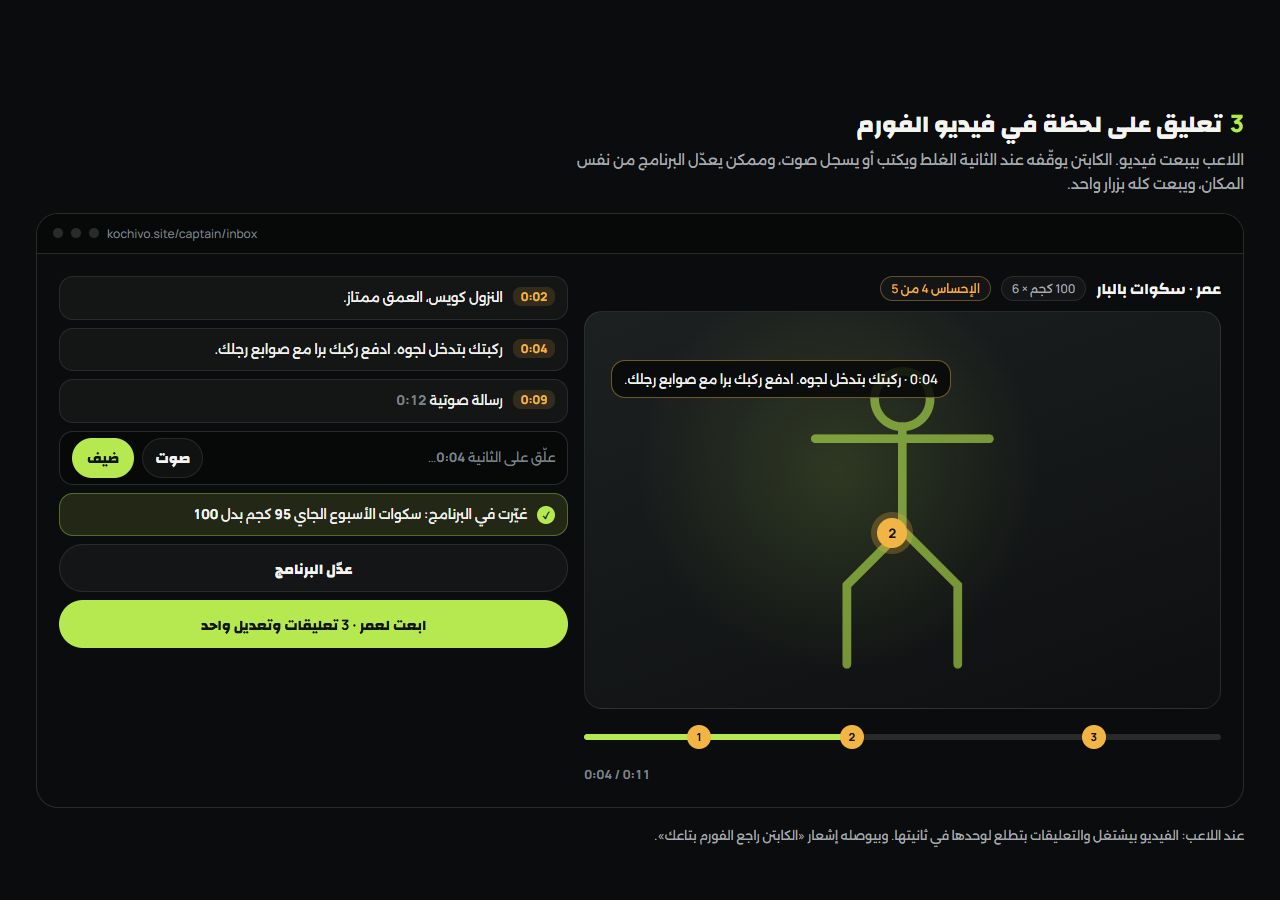 3 تعليق على لحظة في فيديو الفورم
اللاعب بيبعت فيديو. الكابتن يوقّفه عند الثانية الغلط ويكتب أو يسجل صوت، وممكن يعدّل البرنامج من نفس
المكان، ويبعت كله بزرار واحد.
kochivo.site/captain/inbox
عمر · سكوات بالبار
100 كجم × 6
الإحساس 4 من 5
0:04 · ركبتك بتدخل لجوه. ادفع ركبك برا مع صوابع رجلك.
2
1
2
3
0:04 / 0:11
0:02 النزول كويس، العمق ممتاز.
0:04 ركبتك بتدخل لجوه. ادفع ركبك برا مع صوابع رجلك.
0:09 رسالة صوتية 0:12
علّق على الثانية 0:04…
صوت
ضيف
✓ غيّرت في البرنامج: سكوات الأسبوع الجاي 95 كجم بدل 100
عدّل البرنامج
ابعت لعمر · 3 تعليقات وتعديل واحد
عند اللاعب: الفيديو بيشتغل والتعليقات بتطلع لوحدها في ثانيتها. وبيوصله إشعار «الكابتن راجع الفورم بتاعك».